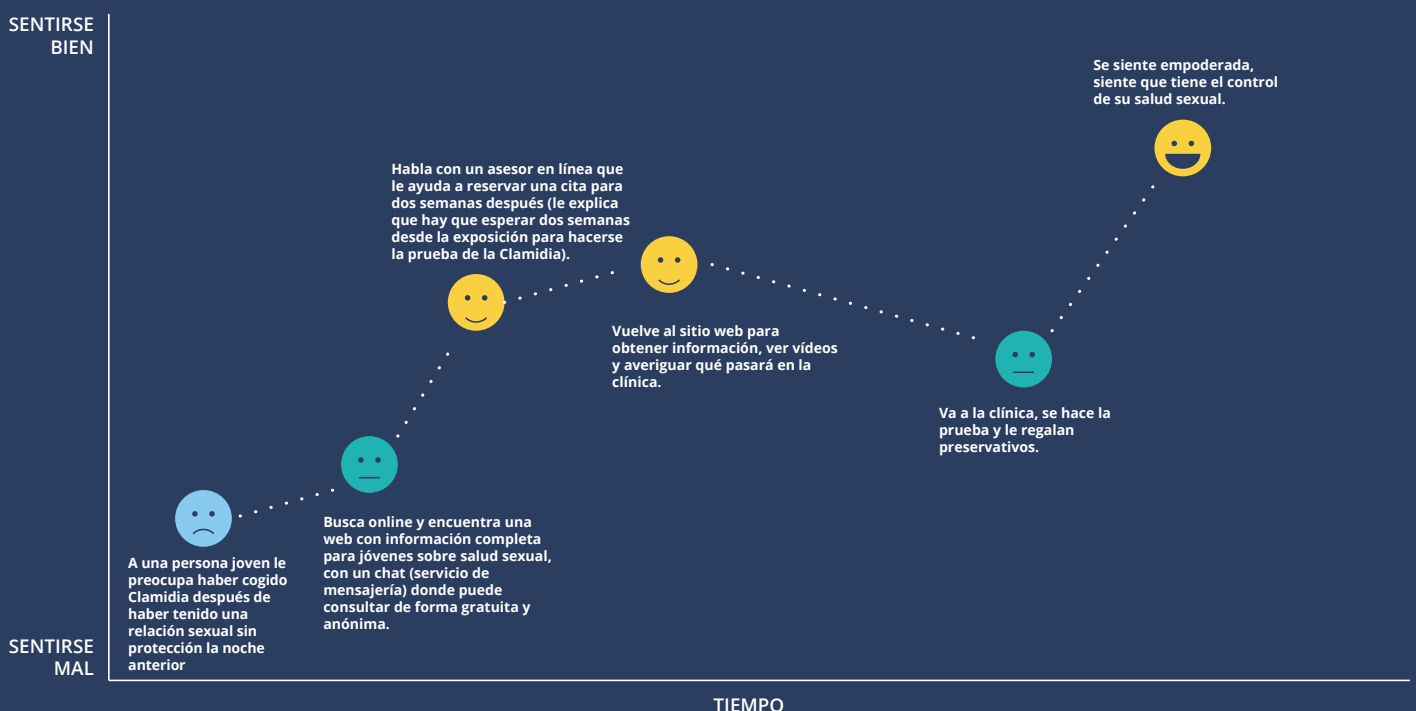 SENTIRSE
BIEN
Se siente empoderada,
siente que tiene el control
de su salud sexual.
Habla con un asesor en línea que
le ayuda a reservar una cita para
dos semanas después (le explica
que hay que esperar dos semanas
desde la exposición para hacerse
la prueba de la Clamidia).
Vuelve al sitio web para
obtener información, ver vídeos
y averiguar qué pasará en la
clínica.
Va a la clínica, se hace la
prueba y le regalan
preservativos.
Busca online y encuentra una
web con información completa
para jóvenes sobre salud sexual,
con un chat (servicio de
mensajería) donde puede
consultar de forma gratuita y
anónima.
A una persona joven le
preocupa haber cogido
Clamidia después de
haber tenido una
relación sexual sin
protección la noche
anterior
SENTIRSE
MAL
TIEMPO